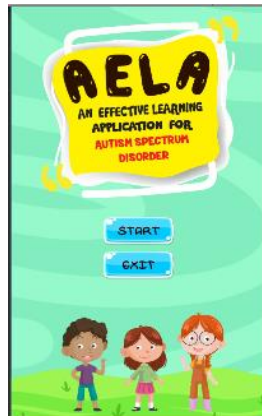 AELA
AN EFFECTIVE LEARNING
APPLICATION FOR
AUTISM SPECTRUM
DISORDER
START
EXIT